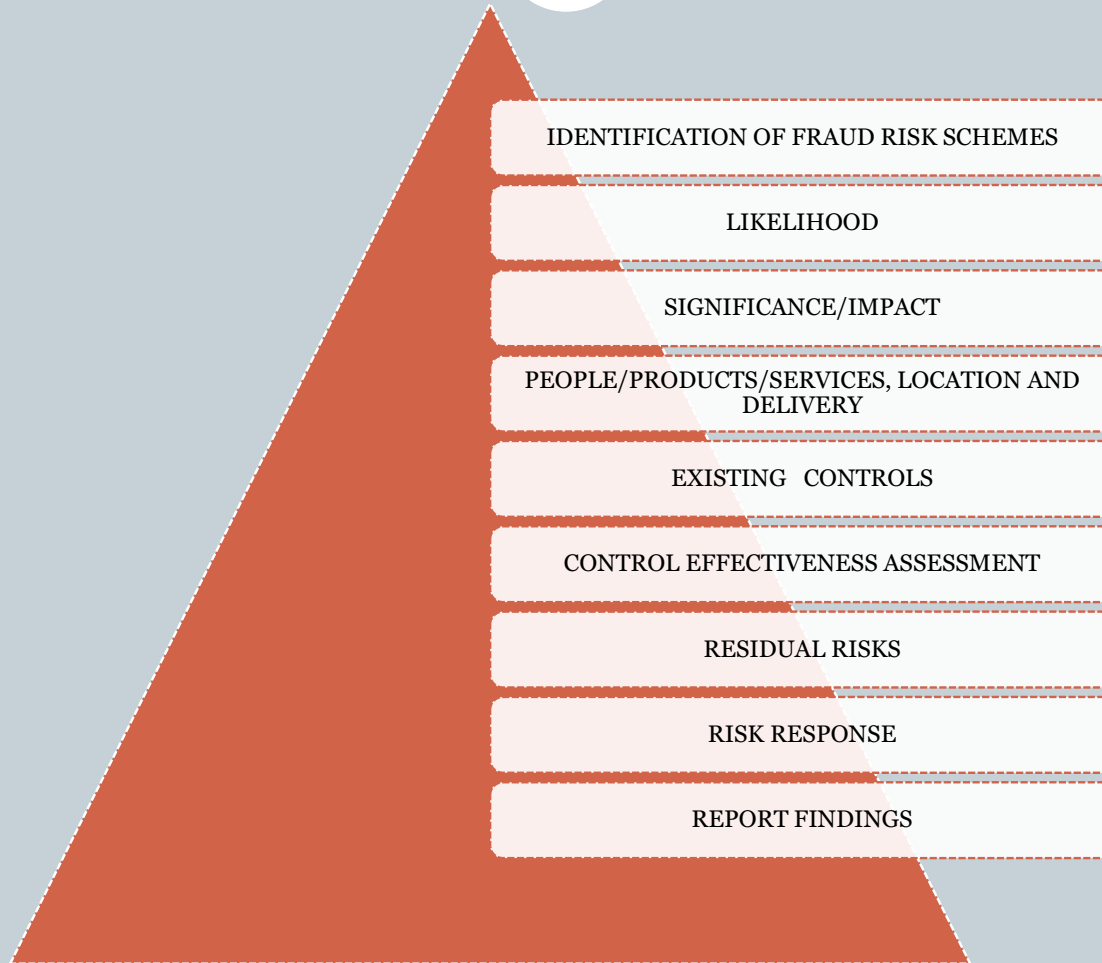 IDENTIFICATION OF FRAUD RISK SCHEMES
LIKELIHOOD
SIGNIFICANCE/IMPACT
PEOPLE/PRODUCTS/SERVICES, LOCATION AND
DELIVERY
EXISTING CONTROLS
CONTROL EFFECTIVENESS ASSESSMENT
RESIDUAL RISKS
RISK RESPONSE
REPORT FINDINGS